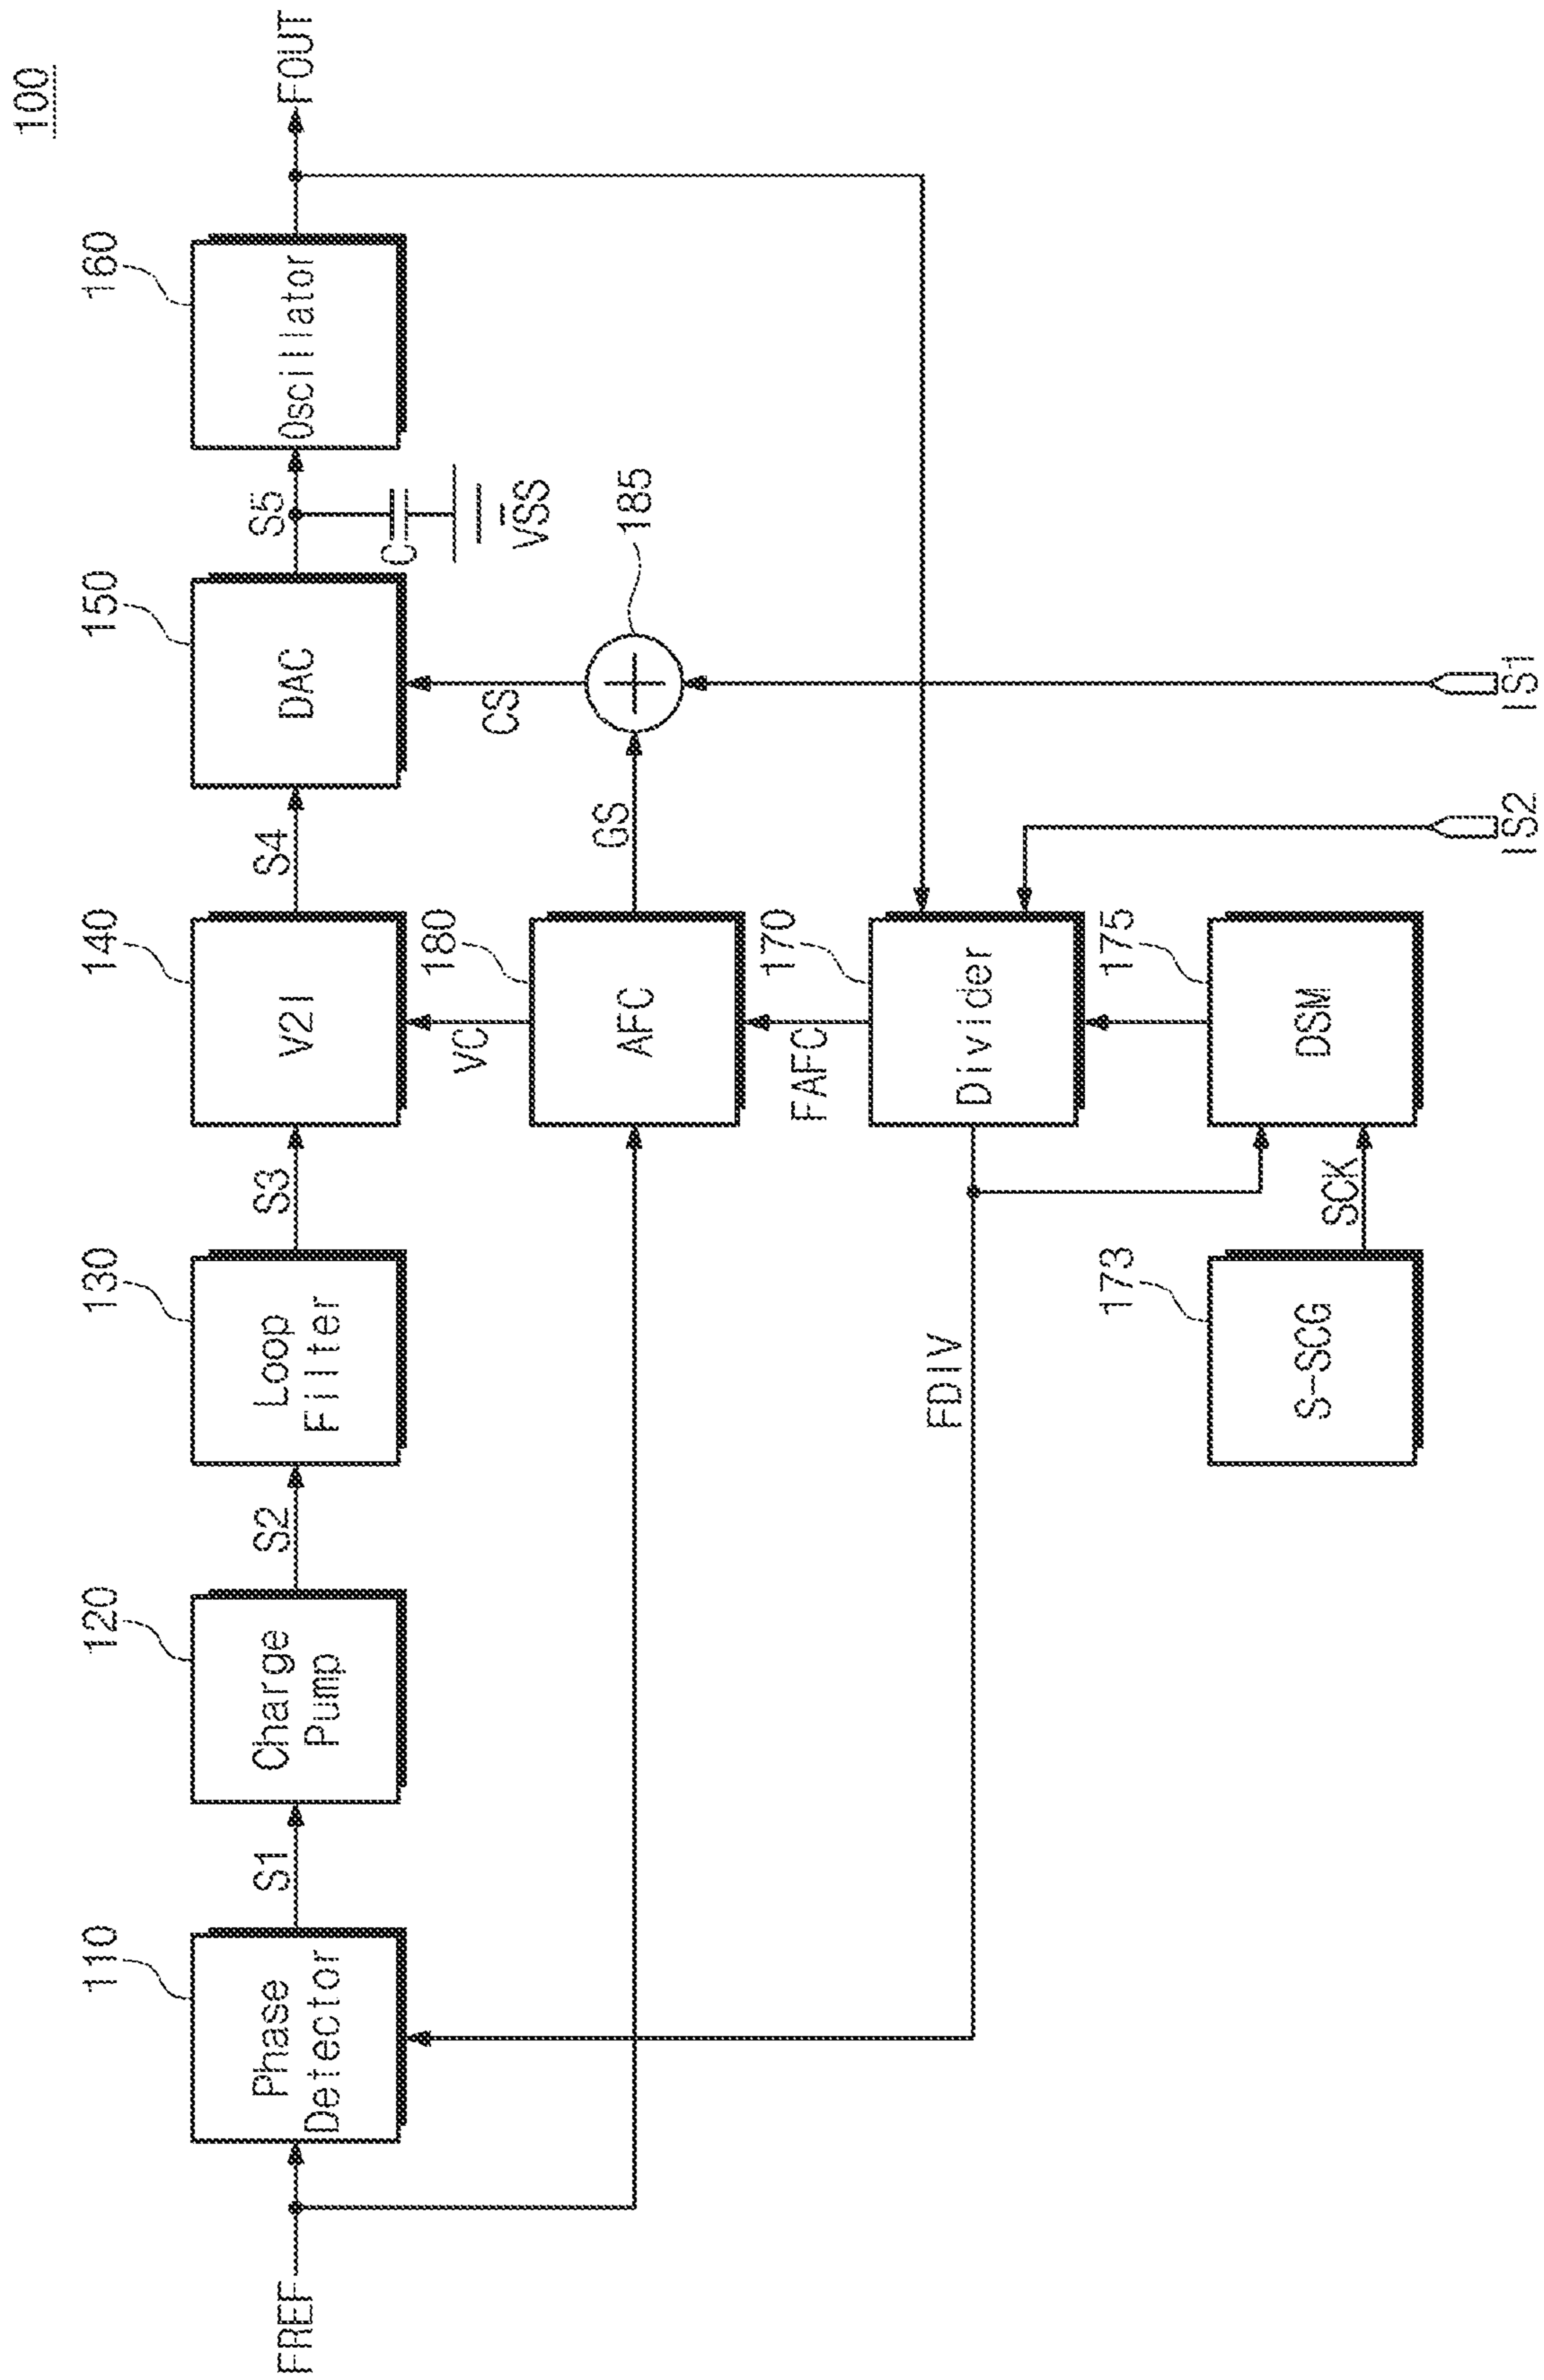 100
110
120
130
140
150
160
FREF
Phase
Detector
S1
Charge
Pump
S2
Loop
Filter
S3
V2I
S4
DAC
S5
Oscillator
FOUT
C
VSS
VC
CS
180
AFC
GS
185
FAFC
170
Divider
FDIV
173
S-SCG
SCK
175
DSM
IS2
IS1